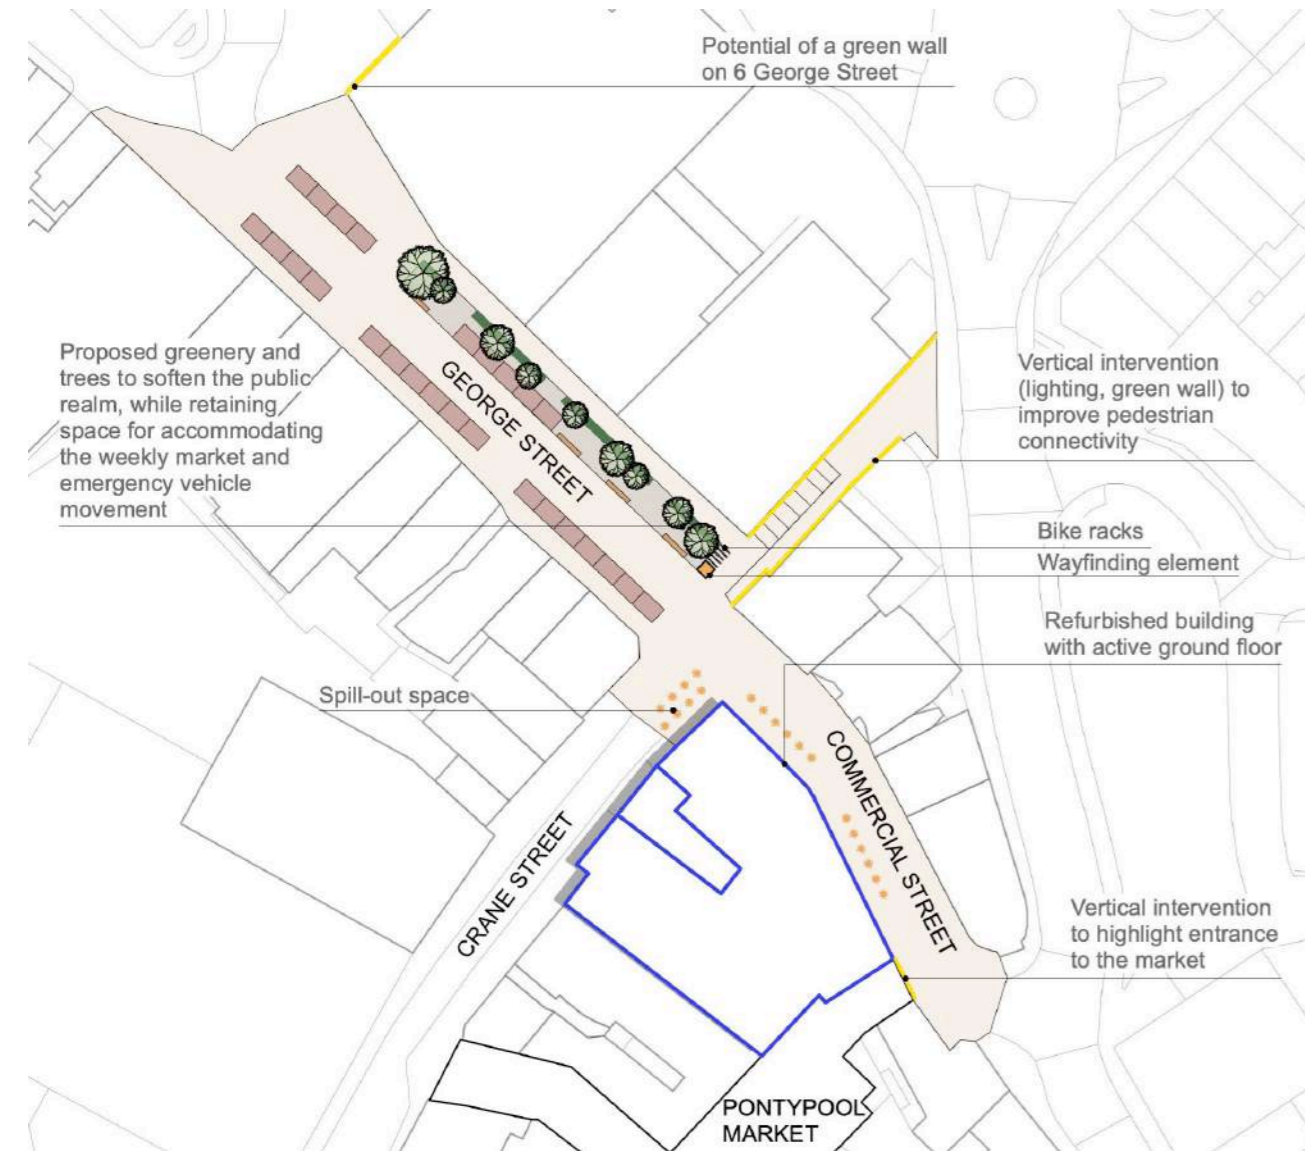 Potential of a green wall
on 6 George Street
Proposed greenery and
trees to soften the public
realm, while retaining
space for accommodating
the weekly market and
emergency vehicle
movement
GEORGE STREET
Vertical intervention
(lighting, green wall) to
improve pedestrian
connectivity
Bike racks
Wayfinding element
Refurbished building
with active ground floor
Spill-out space
COMMERCIAL STREET
CRANE STREET
Vertical intervention
to highlight entrance
to the market
PONTYPOOL
MARKET